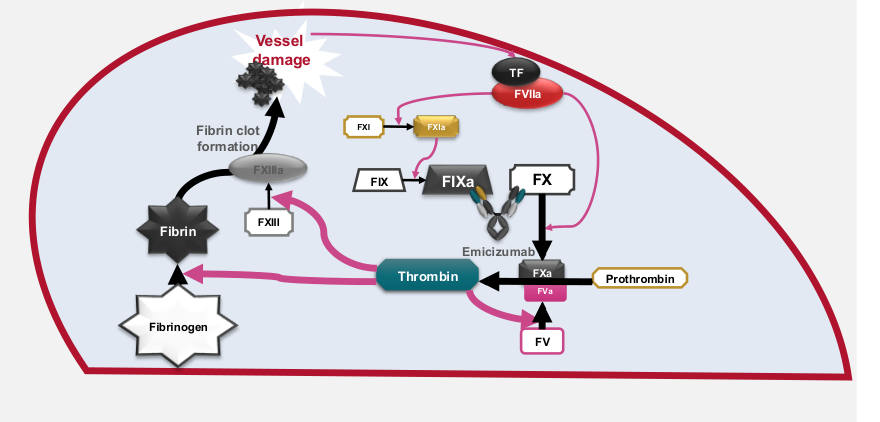 Vessel
damage
TF
FVIIa
FXI
FXIa
Fibrin clot
formation
FXIIIa
FIX
FIXa
FX
FXIII
Fibrin
Emicizumab
Thrombin
FXa
Prothrombin
FVa
Fibrinogen
FV